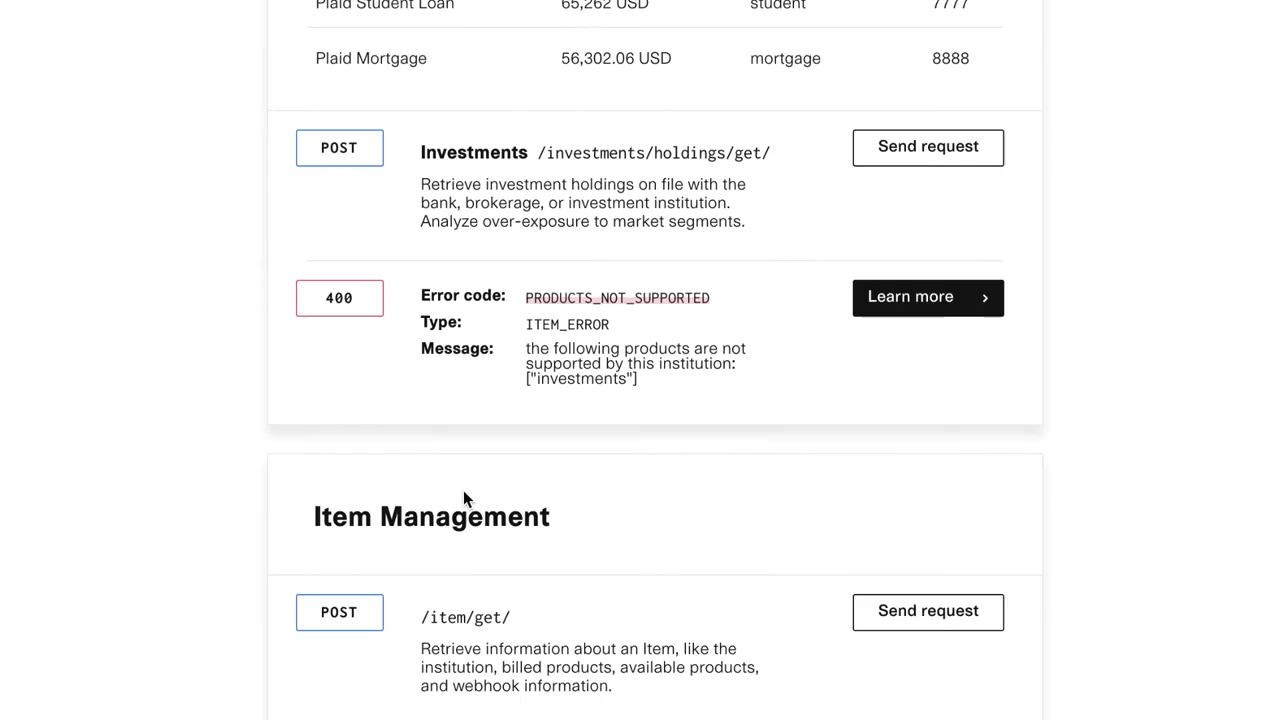 Plaid Student Loan 65,262 USD student 7777
Plaid Mortgage 56,302.06 USD mortgage 8888
POST Investments /investments/holdings/get/ Send request
Retrieve investment holdings on file with the
bank, brokerage, or investment institution.
Analyze over-exposure to market segments.
400 Error code: PRODUCTS_NOT_SUPPORTED Learn more ›
Type: ITEM_ERROR
Message: the following products are not
supported by this institution:
["investments"]
Item Management
POST /item/get/ Send request
Retrieve information about an Item, like the
institution, billed products, available products,
and webhook information.